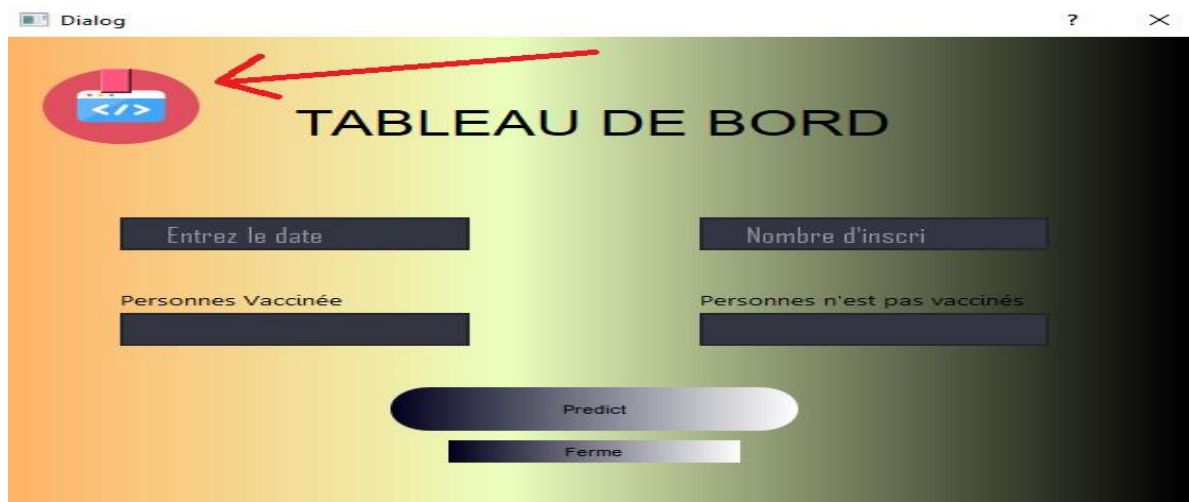 Dialog ?
</>
TABLEAU DE BORD
Entrez le date Nombre d'inscri
Personnes Vaccinée Personnes n'est pas vaccinés
Predict
Ferme